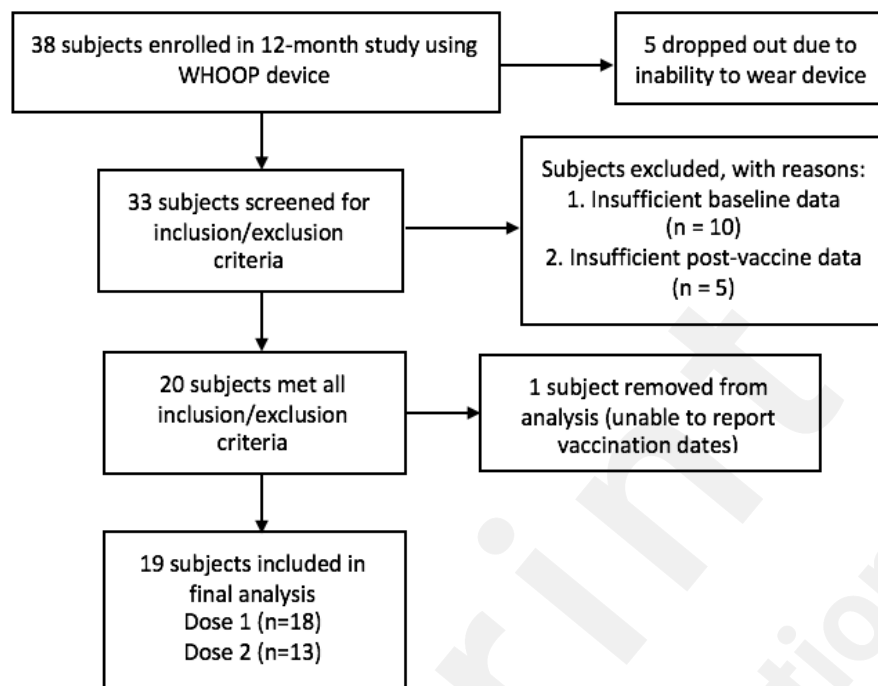 38 subjects enrolled in 12-month study using
WHOOP device
5 dropped out due to
inability to wear device
33 subjects screened for
inclusion/exclusion
criteria
Subjects excluded, with reasons:
1. Insufficient baseline data
(n = 10)
2. Insufficient post-vaccine data
(n = 5)
20 subjects met all
inclusion/exclusion
criteria
1 subject removed from
analysis (unable to report
vaccination dates)
19 subjects included in
final analysis
Dose 1 (n=18)
Dose 2 (n=13)